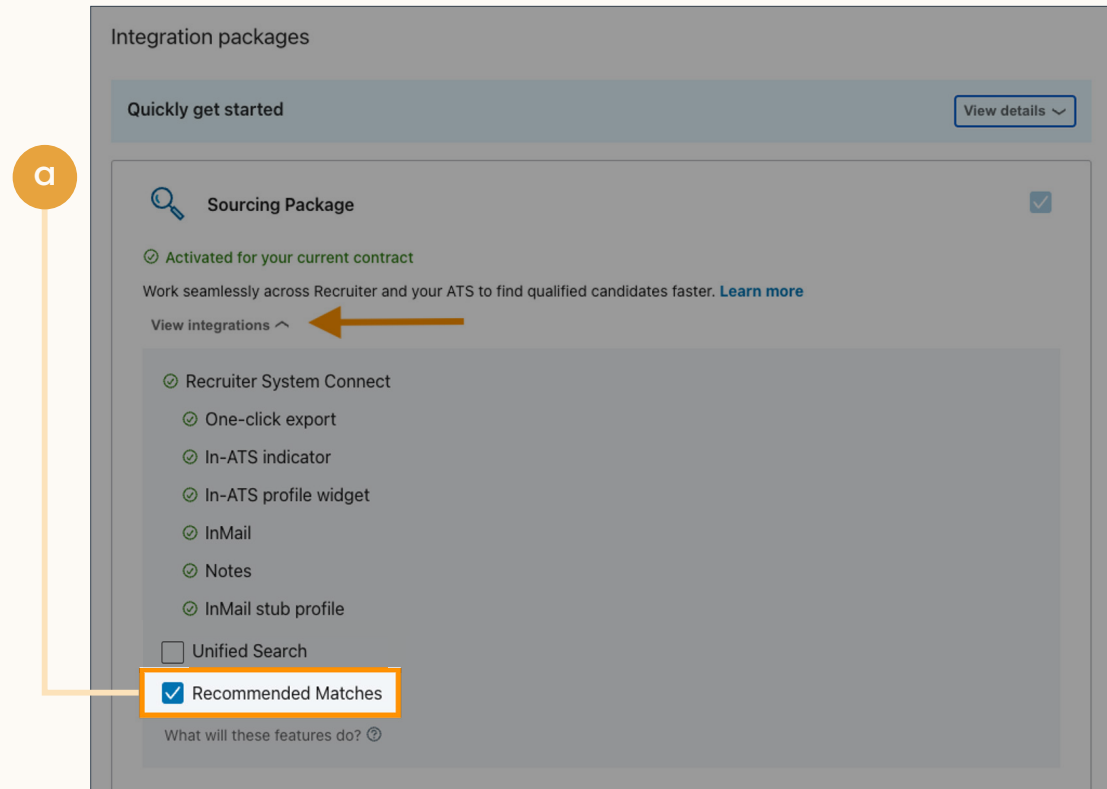 Integration packages
Quickly get started
View details
a
Sourcing Package
Activated for your current contract
Work seamlessly across Recruiter and your ATS to find qualified candidates faster. Learn more
View integrations
Recruiter System Connect
One-click export
In-ATS indicator
In-ATS profile widget
InMail
Notes
InMail stub profile
Unified Search
Recommended Matches
What will these features do? ?